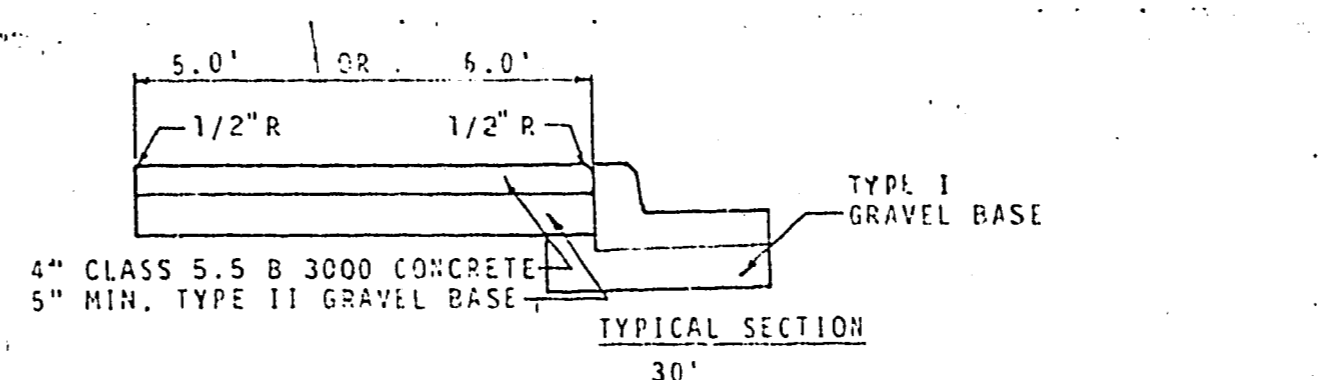 5.0' OR 6.0'
1/2" R 1/2" R
TYPE I
GRAVEL BASE
4" CLASS 5.5 B 3000 CONCRETE
5" MIN. TYPE II GRAVEL BASE
TYPICAL SECTION
30'